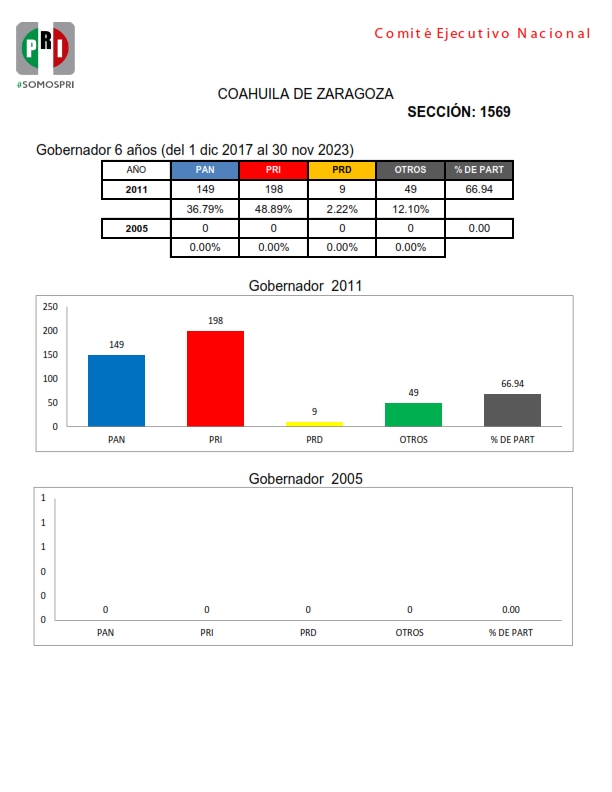 PRI
#SOMOSPRI
Comité Ejecutivo Nacional
COAHUILA DE ZARAGOZA
SECCIÓN: 1569
Gobernador 6 años (del 1 dic 2017 al 30 nov 2023)
AÑO PAN PRI PRD OTROS % DE PART
2011 149 198 9 49 66.94
36.79% 48.89% 2.22% 12.10%
2005 0 0 0 0 0.00
0.00% 0.00% 0.00% 0.00%
Gobernador 2011
250
200
150
100
50
0
149
198
9
49
66.94
PAN PRI PRD OTROS % DE PART
Gobernador 2005
1
1
1
0
0
0
0 0 0 0 0.00
PAN PRI PRD OTROS % DE PART